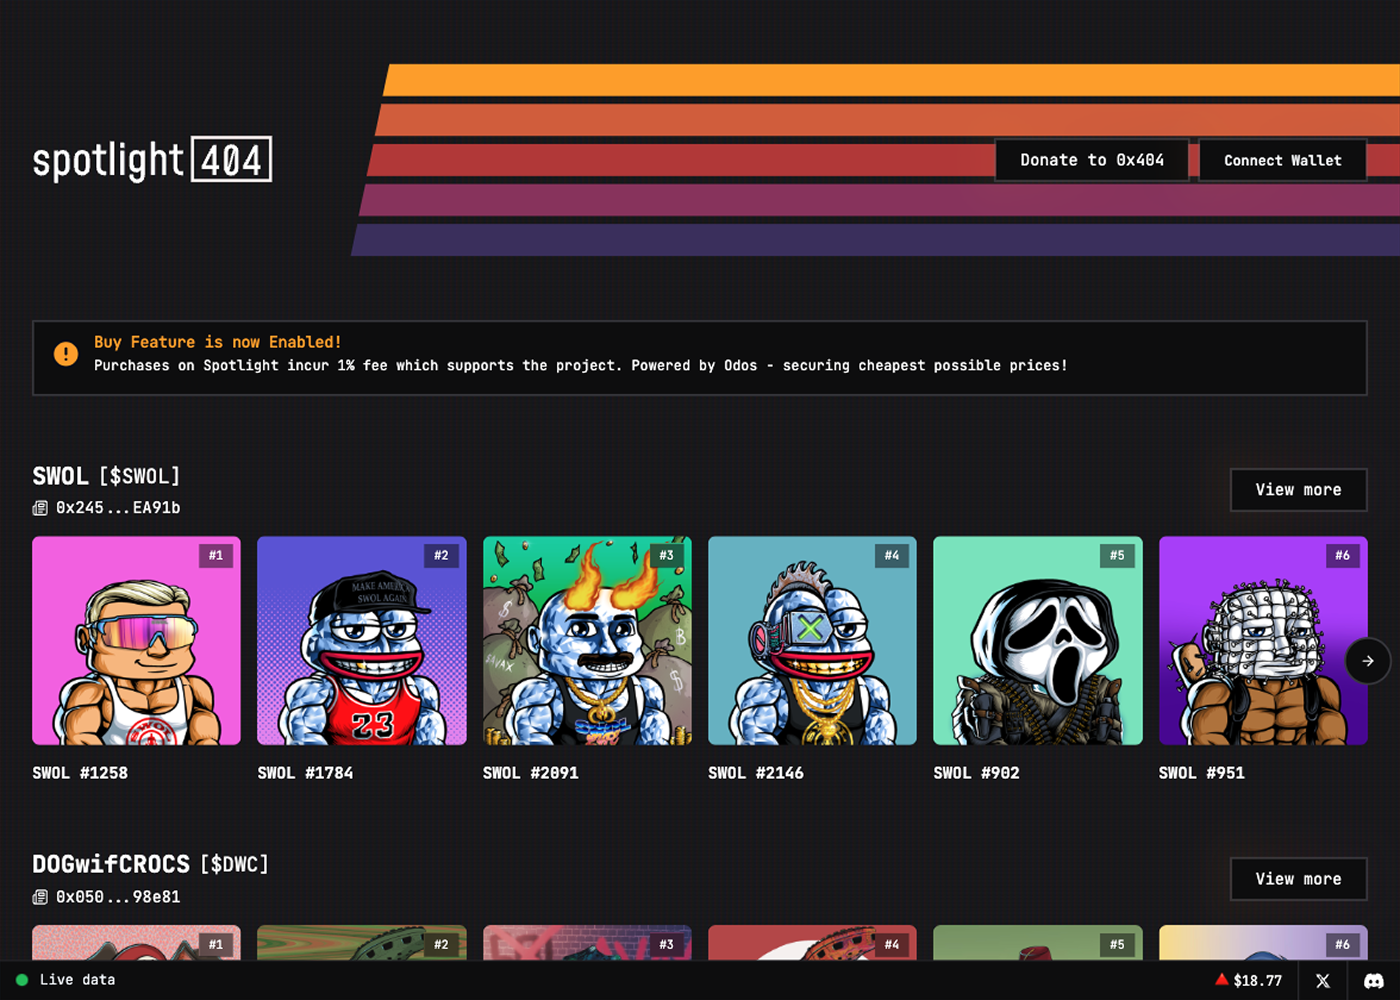 spotlight 404
Donate to 0x404
Connect Wallet
Buy Feature is now Enabled!
Purchases on Spotlight incur 1% fee which supports the project. Powered by Odos - securing cheapest possible prices!
SWOL [$SWOL]
0x245...EA91b
View more
#1
#2
#3
#4
#5
#6
MAKE AMERICA
SWOL AGAIN
23
$
B
$
SWOL
SWOL #1258
SWOL #1784
SWOL #2091
SWOL #2146
SWOL #902
SWOL #951
DOGwifCROCS [$DWC]
0x050...98e81
View more
#1
#2
#3
#4
#5
#6
Live data
$18.77